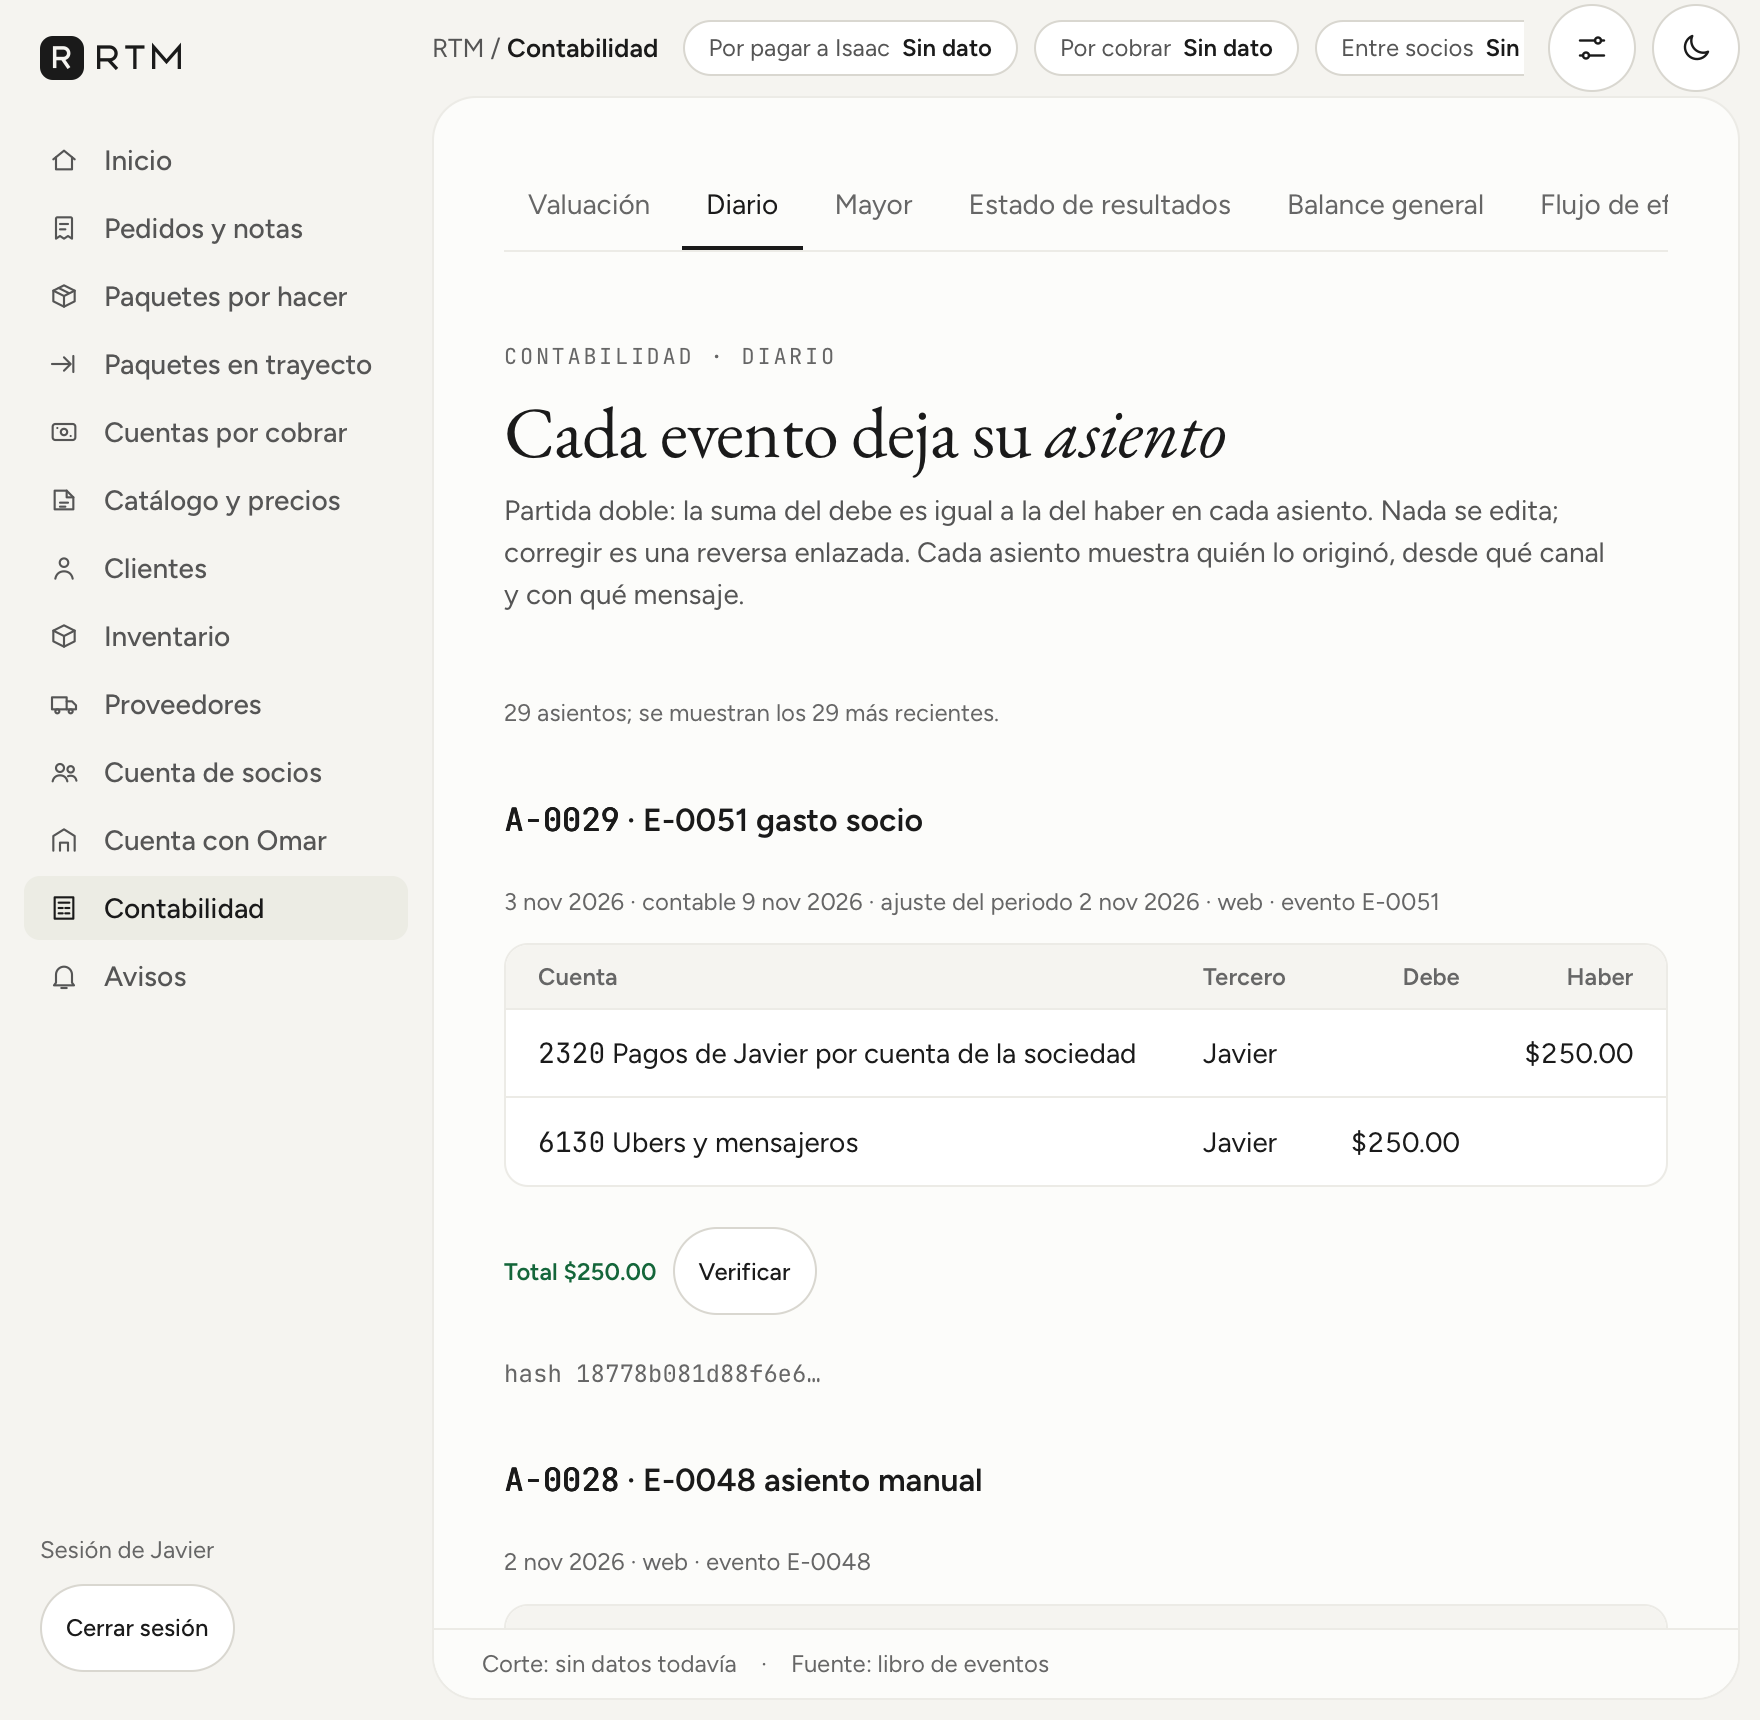 R RTM
Inicio
Pedidos y notas
Paquetes por hacer
Paquetes en trayecto
Cuentas por cobrar
Catálogo y precios
Clientes
Inventario
Proveedores
Cuenta de socios
Cuenta con Omar
Contabilidad
Avisos
Sesión de Javier
Cerrar sesión
RTM / Contabilidad
Por pagar a Isaac Sin dato
Por cobrar Sin dato
Entre socios Sin
Valuación Diario Mayor Estado de resultados Balance general Flujo de ef
CONTABILIDAD · DIARIO
Cada evento deja su asiento
Partida doble: la suma del debe es igual a la del haber en cada asiento. Nada se edita;
corregir es una reversa enlazada. Cada asiento muestra quién lo originó, desde qué canal
y con qué mensaje.
29 asientos; se muestran los 29 más recientes.
A-0029 · E-0051 gasto socio
3 nov 2026 · contable 9 nov 2026 · ajuste del periodo 2 nov 2026 · web · evento E-0051
Cuenta Tercero Debe Haber
2320 Pagos de Javier por cuenta de la sociedad Javier $250.00
6130 Ubers y mensajeros Javier $250.00
Total $250.00 Verificar
hash 18778b081d88f6e6…
A-0028 · E-0048 asiento manual
2 nov 2026 · web · evento E-0048
Corte: sin datos todavía · Fuente: libro de eventos